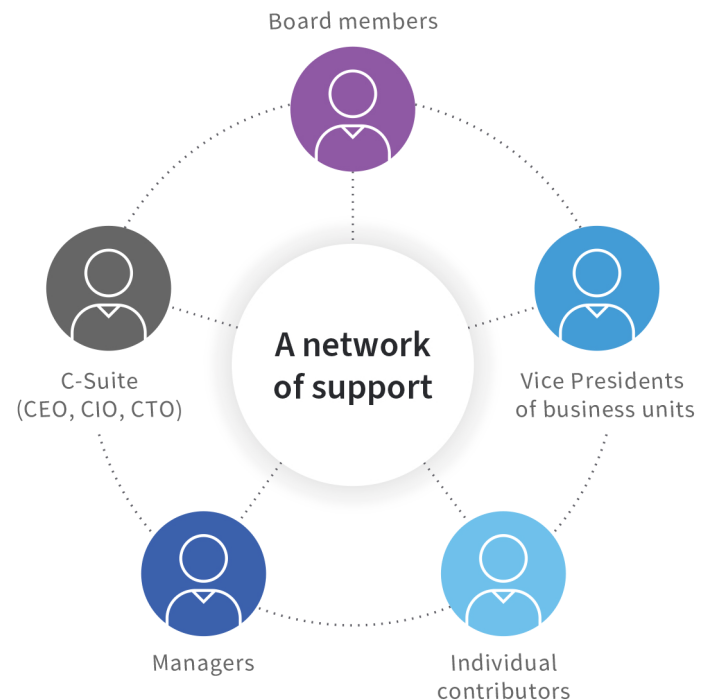 Board members
C-Suite
(CEO, CIO, CTO)
A network
of support
Vice Presidents
of business units
Managers
Individual
contributors